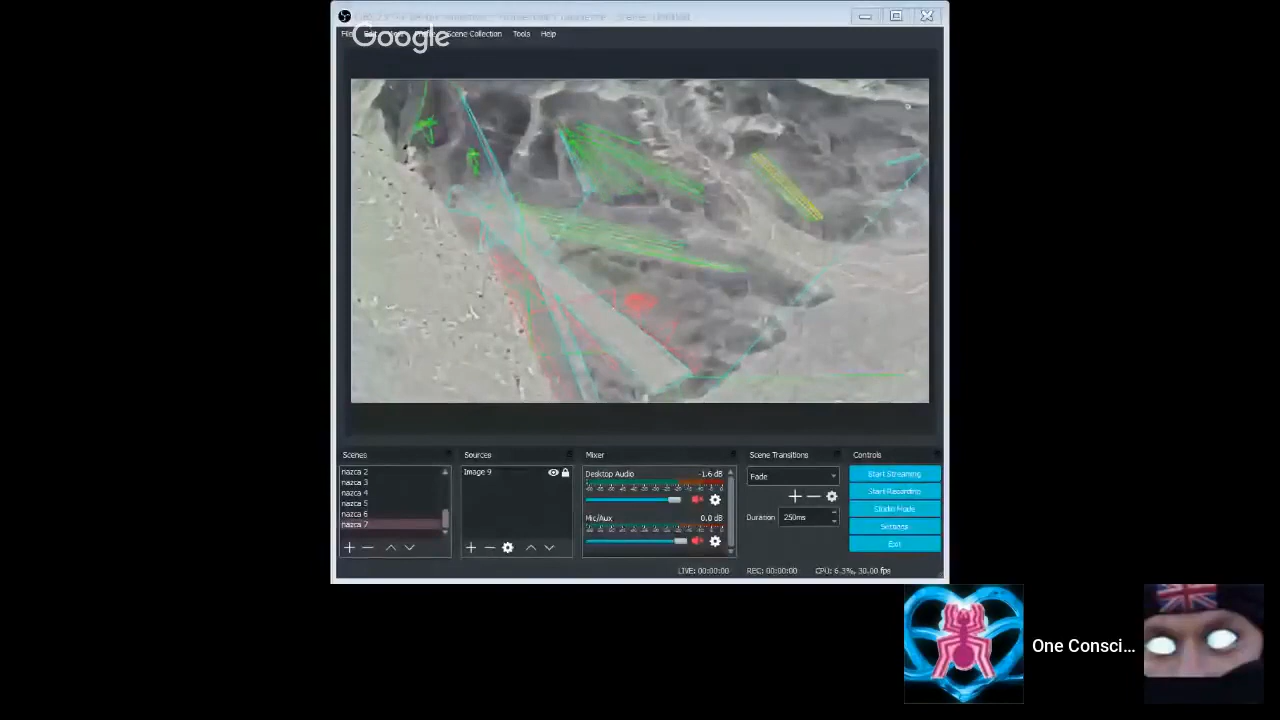 Google
File
Scene Collection Tools Help
Scenes
nazca 2
nazca 3
nazca 4
nazca 5
nazca 6
nazca 7
Sources
Image 9
Mixer
Desktop Audio -1.6 dB
Mic/Aux 0.0 dB
Scene Transitions
Fade
Duration 250ms
Controls
Start Streaming
Start Recording
Studio Mode
Settings
Exit
LIVE: 00:00:00 REC: 00:00:00 CPU: 6.3%, 30.00 fps
One Consci...